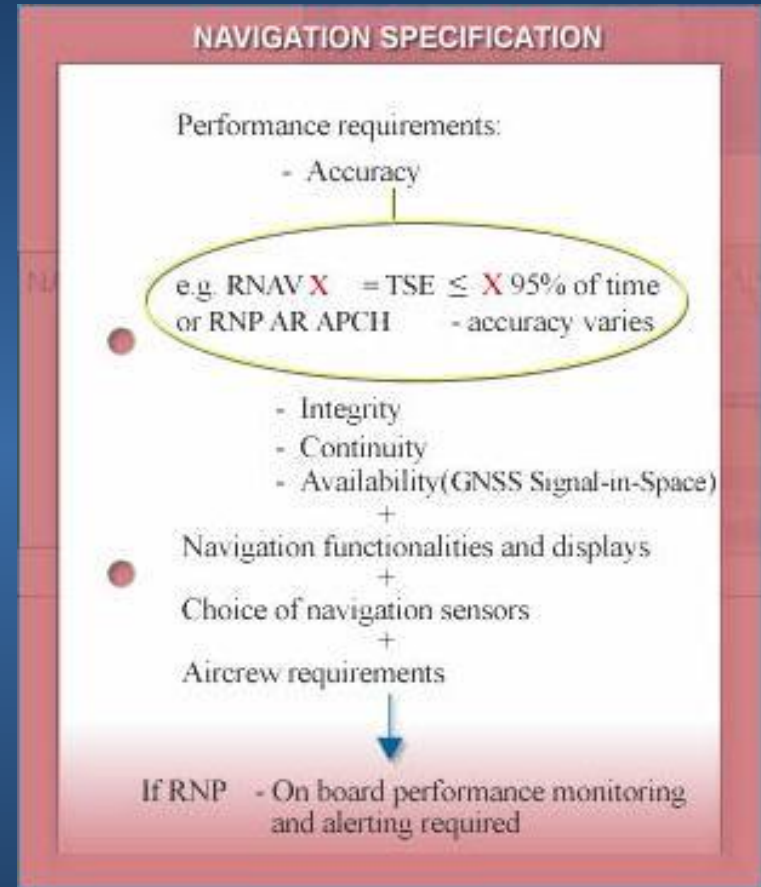 NAVIGATION SPECIFICATION
Performance requirements:
- Accuracy
e.g. RNAV X = TSE ≤ X 95% of time
or RNP AR APCH - accuracy varies
- Integrity
- Continuity
- Availability(GNSS Signal-in-Space)
+
Navigation functionalities and displays
+
Choice of navigation sensors
+
Aircrew requirements
If RNP - On board performance monitoring
and alerting required